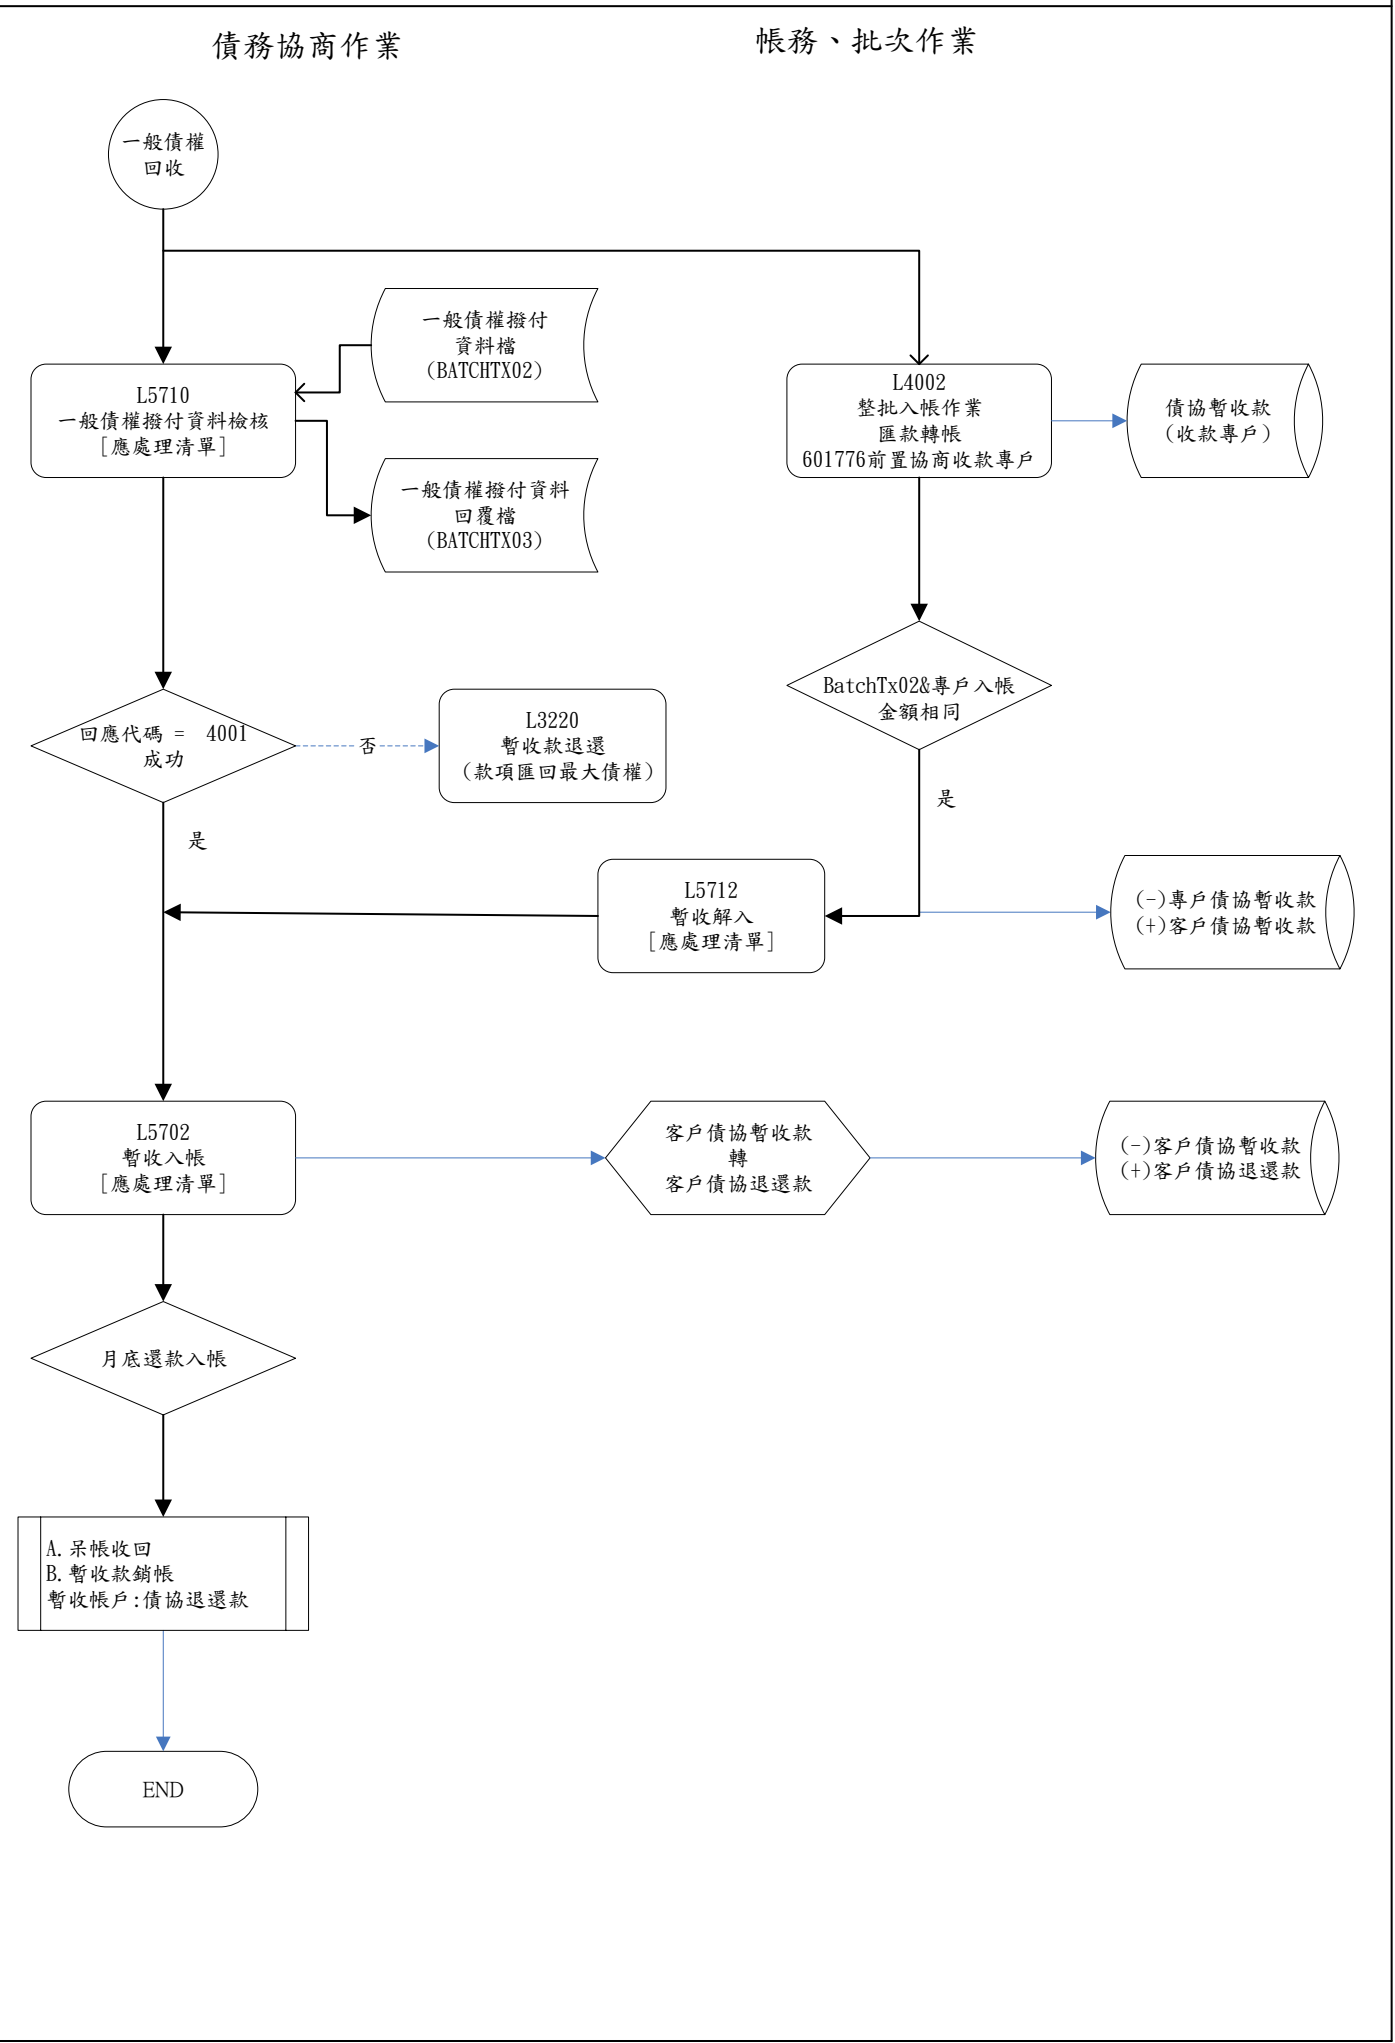 債務協商作業
帳務、批次作業
一般債權
回收
一般債權撥付
資料檔
(BATCHTX02)
L5710
一般債權撥付資料檢核
[應處理清單]
L4002
整批入帳作業
匯款轉帳
601776前置協商收款專戶
債協暫收款
(收款專戶)
一般債權撥付資料
回覆檔
(BATCHTX03)
BatchTx02&專戶入帳
金額相同
回應代碼 = 4001
成功
否
L3220
暫收款退還
(款項匯回最大債權)
是
是
L5712
暫收解入
[應處理清單]
(-)專戶債協暫收款
(+)客戶債協暫收款
L5702
暫收入帳
[應處理清單]
客戶債協暫收款
轉
客戶債協退還款
(-)客戶債協暫收款
(+)客戶債協退還款
月底還款入帳
A.呆帳收回
B.暫收款銷帳
暫收帳戶:債協退還款
END